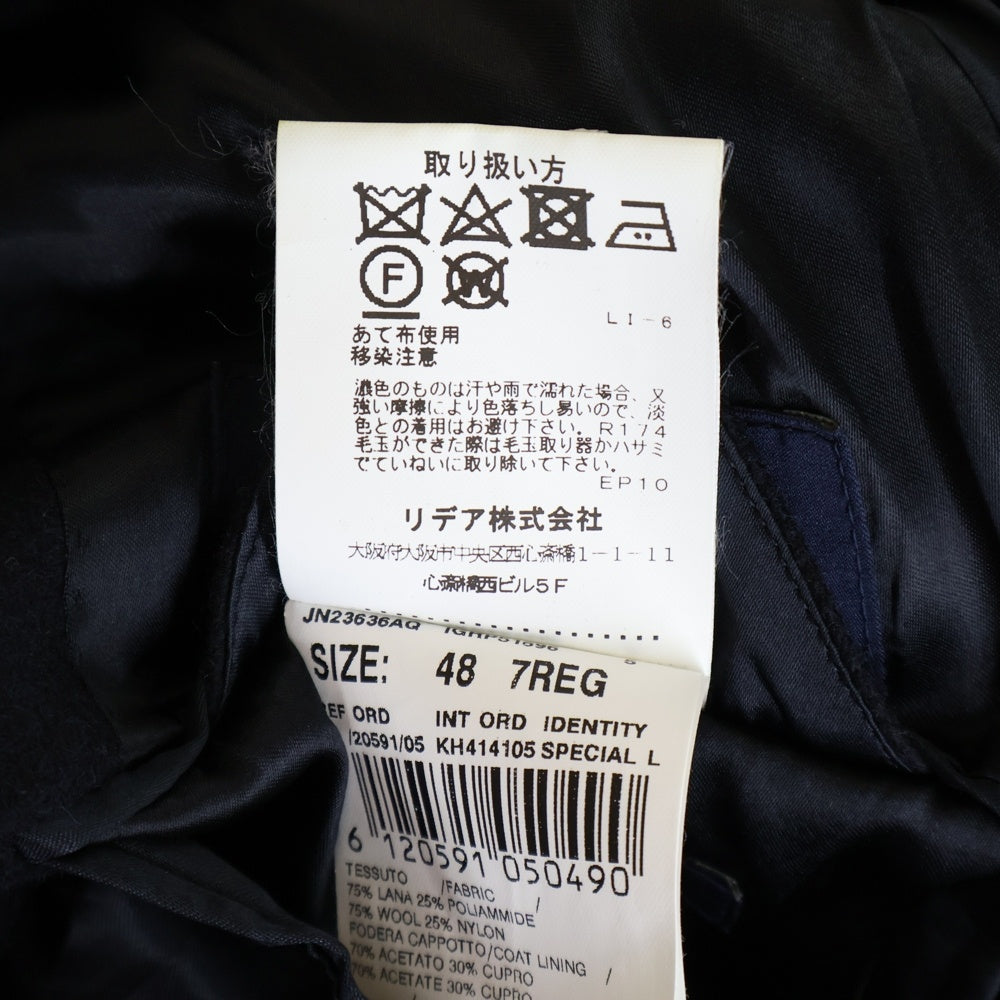 取り扱い方
F
W
LI-6
あて布使用
移染注意
濃色のものは汗や雨で濡れた場合、又
強い摩擦により色落ちし易いので、淡
色との着用はお避け下さい。R174
毛玉ができた際は毛玉取り器かハサミ
でていねいに取り除いて下さい。
EP10
リデア株式会社
大阪府大阪市中央区西心斎橋1-1-11
心斎橋西ビル5F
JN23636AQ
SIZE: 48 7REG
EF ORD INT ORD IDENTITY
/20591/05 KH414105 SPECIAL L
6 120591 050490
TESSUTO /FABRIC /
75% LANA 25% POLIAMMIDE
75% WOOL 25% NYLON
FODERA CAPPOTTO/COAT LINING /
70% ACETATO 30% CUPRO
70% ACETATE 30% CUPRO